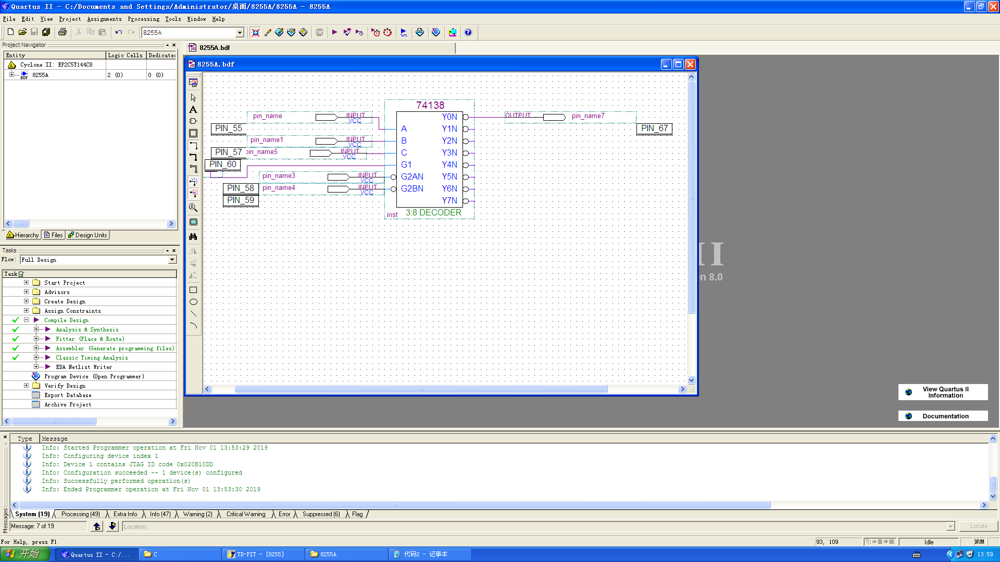 Quartus II - C:/Documents and Settings/Administrator/桌面/8255A/8255A - 8255A
File Edit View Project Assignments Processing Tools Window Help
8255A
Project Navigator
Entity Logic Cells Dedicated
Cyclone II: EP2C5T144C8
8255A 2 (0) 0 (0)
Hierarchy Files Design Units
Tasks
Flow: Full Design
Task
Start Project
Advisors
Create Design
Assign Constraints
Compile Design
Analysis & Synthesis
Fitter (Place & Route)
Assembler (Generate programming files)
Classic Timing Analysis
EDA Netlist Writer
Program Device (Open Programmer)
Verify Design
Export Database
Archive Project
8255A.bdf
8255A.bdf
74138
pin_name INPUT VCC
PIN_55
pin_name1 INPUT VCC
PIN_57
pin_name5 INPUT VCC
PIN_60
pin_name3 INPUT VCC
PIN_58
pin_name4 INPUT VCC
PIN_59
A
B
C
G1
G2AN
G2BN
Y0N
Y1N
Y2N
Y3N
Y4N
Y5N
Y6N
Y7N
inst 3:8 DECODER
OUTPUT pin_name7
PIN_67
II
n 8.0
View Quartus II
Information
Documentation
Type Message
Info: Started Programmer operation at Fri Nov 01 13:53:29 2019
Info: Configuring device index 1
Info: Device 1 contains JTAG ID code 0x020B10DD
Info: Configuration succeeded -- 1 device(s) configured
Info: Successfully performed operation(s)
Info: Ended Programmer operation at Fri Nov 01 13:53:30 2019
Messages
System (19) Processing (49) Extra Info Info (47) Warning (2) Critical Warning Error Suppressed (6) Flag
Message: 7 of 19 Location: Locate
For Help, press F1 93, 109 Idle NUM
开始 Quartus II - C:/... C TD-PIT - [8255] 8255A 代码2 - 记事本 13:59